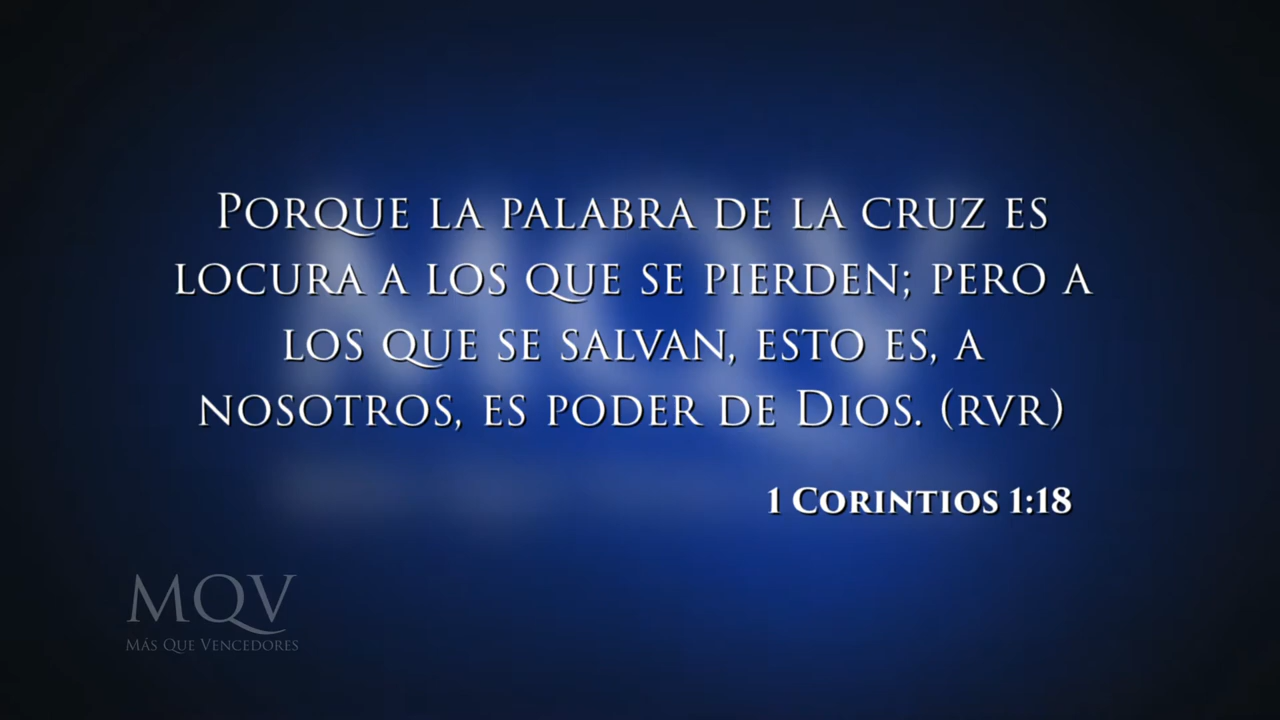 Porque la palabra de la cruz es
locura a los que se pierden; pero a
los que se salvan, esto es, a
nosotros, es poder de Dios. (rvr)
1 Corintios 1:18
MQV
Más Que Vencedores